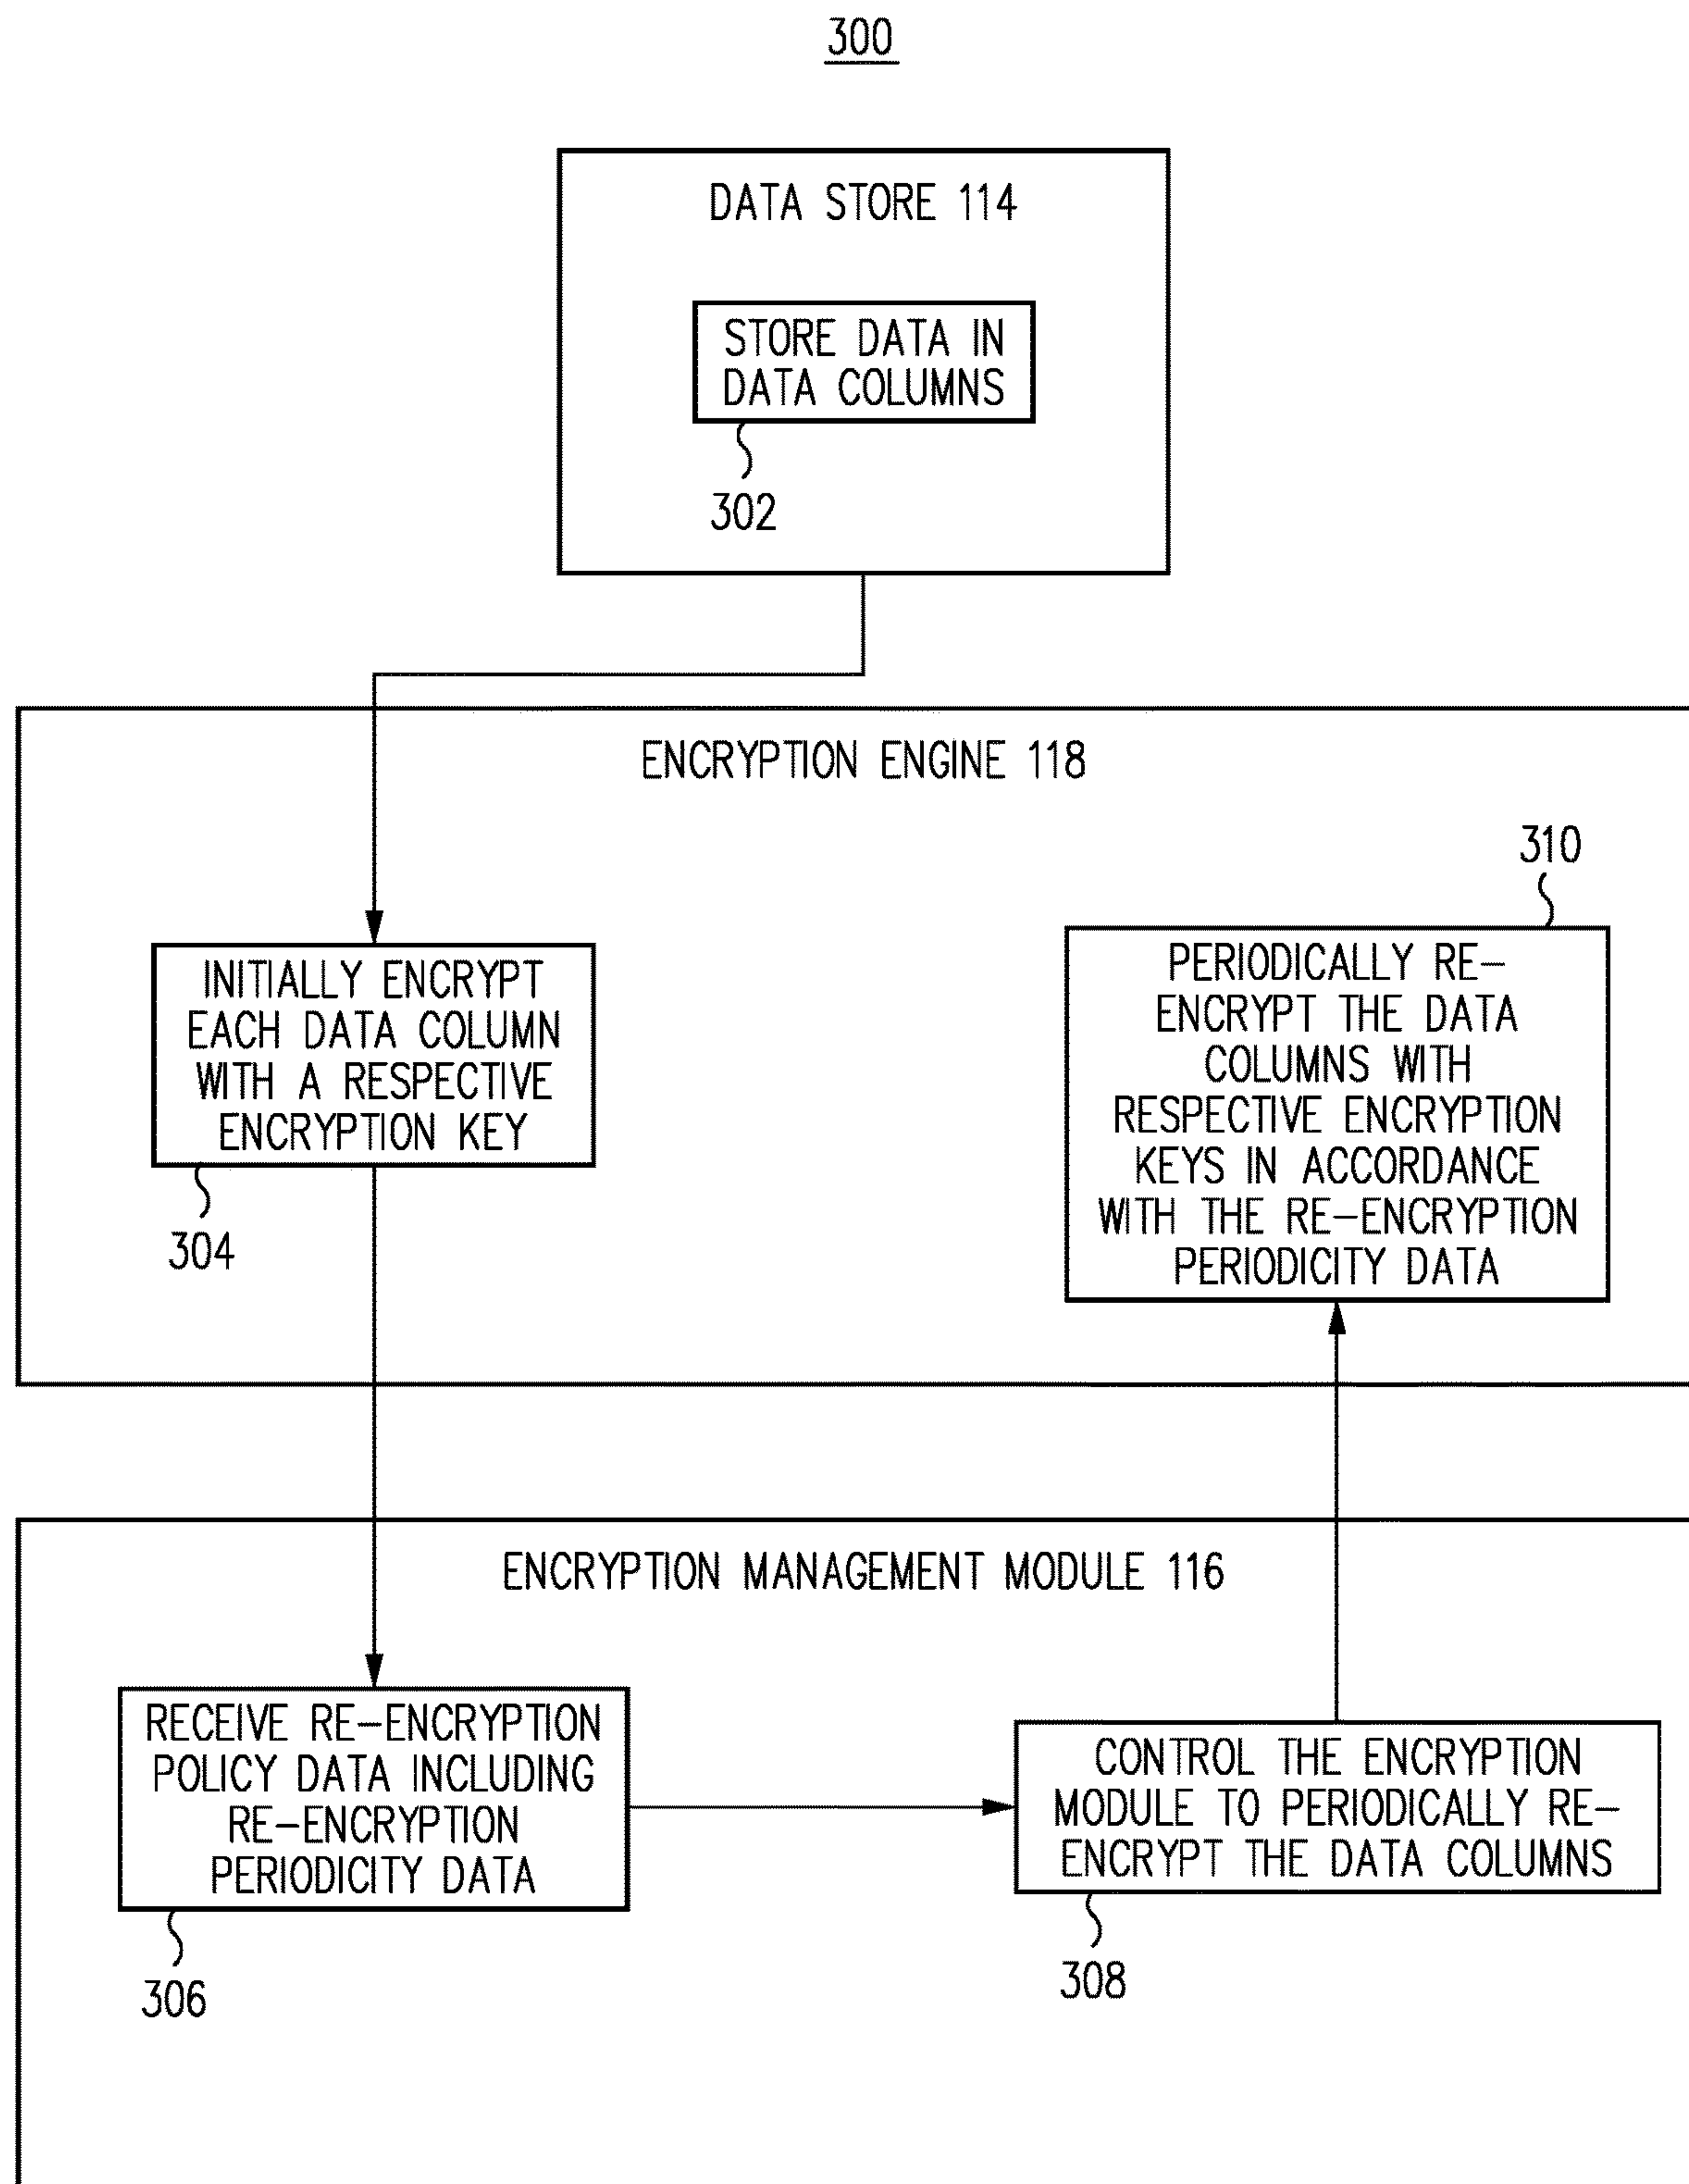 300
DATA STORE 114
STORE DATA IN
DATA COLUMNS
302
ENCRYPTION ENGINE 118
310
INITIALLY ENCRYPT
EACH DATA COLUMN
WITH A RESPECTIVE
ENCRYPTION KEY
304
PERIODICALLY RE-
ENCRYPT THE DATA
COLUMNS WITH
RESPECTIVE ENCRYPTION
KEYS IN ACCORDANCE
WITH THE RE-ENCRYPTION
PERIODICITY DATA
ENCRYPTION MANAGEMENT MODULE 116
RECEIVE RE-ENCRYPTION
POLICY DATA INCLUDING
RE-ENCRYPTION
PERIODICITY DATA
306
CONTROL THE ENCRYPTION
MODULE TO PERIODICALLY RE-
ENCRYPT THE DATA COLUMNS
308